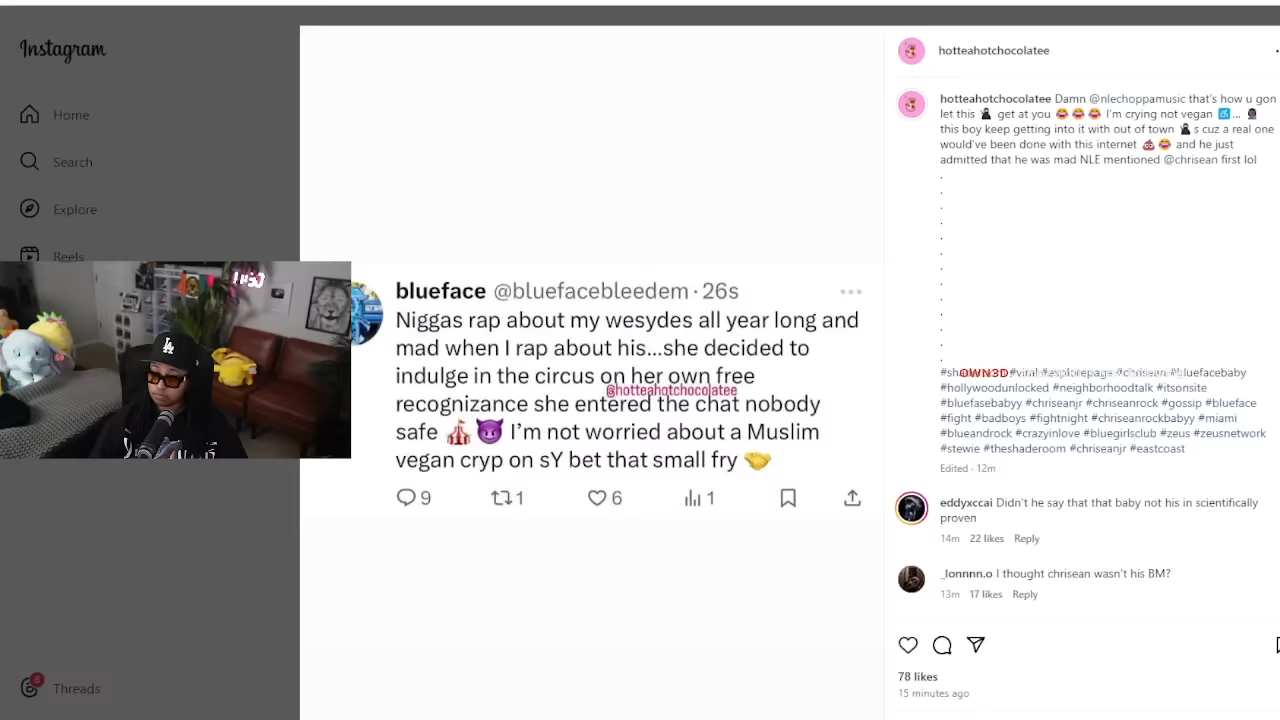 Instagram
Home
Search
Explore
Reels
Threads
8
LA
blueface @bluefacebleedem · 26s
Niggas rap about my wesydes all year long and
mad when I rap about his...she decided to
indulge in the circus on her own free
@hotteahotchocolatee
recognizance she entered the chat nobody
safe 🎪😈 I'm not worried about a Muslim
vegan cryp on sY bet that small fry 🤝
9 1 6 1
hotteahotchocolatee
hotteahotchocolatee Damn @nlechoppamusic that's how u gon
let this 🥷🏿 get at you 😂😂😂 I'm crying not vegan ... 
this boy keep getting into it with out of town 🥷🏿s cuz a real one
would've been done with this internet 💩😂 and he just
admitted that he was mad NLE mentioned @chrisean first lol
.
.
.
.
.
.
.
.
.
.
.
.
.
OWN3D
#viral #explorepage #chrisean #bluefacebaby
#hollywoodunlocked #neighborhoodtalk #itsonsite
#bluefasebabyy #chriseanjr #chriseanrock #gossip #blueface
#fight #badboys #fightnight #chriseanrockbabyy #miami
#blueandrock #crazyinlove #bluegirlsclub #zeus #zeusnetwork
#stewie #theshaderoom #chriseanjr #eastcoast
Edited · 12m
eddyxccai Didn't he say that that baby not his in scientifically
proven
14m 22 likes Reply
_lonnnn.o I thought chrisean wasn't his BM?
13m 17 likes Reply
78 likes
15 minutes ago